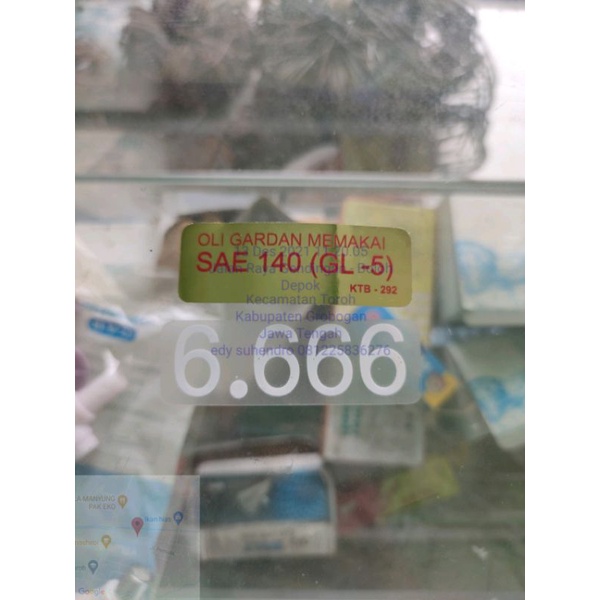 OLI GARDAN MEMAKAI
SAE 140 (GL -5)
KTB - 292
Depok
Kecamatan Toroh
Kabupaten Grobogan
Jawa Tengah
edy suhendro 081225836276
6.666
Google